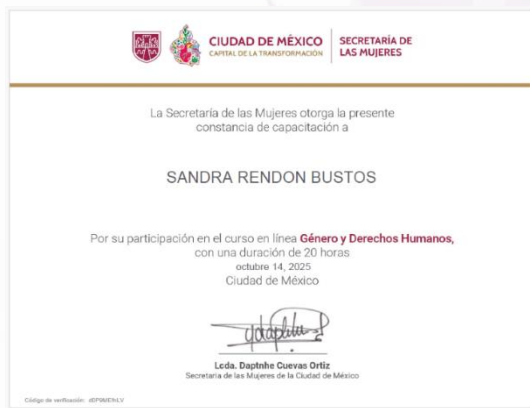 CIUDAD DE MÉXICO
CAPITAL DE LA TRANSFORMACIÓN
SECRETARÍA DE
LAS MUJERES
La Secretaría de las Mujeres otorga la presente
constancia de capacitación a
SANDRA RENDON BUSTOS
Por su participación en el curso en línea Género y Derechos Humanos,
con una duración de 20 horas
octubre 14, 2025
Ciudad de México
Lcda. Daptnhe Cuevas Ortiz
Secretaria de las Mujeres de la Ciudad de México
Código de verificación: